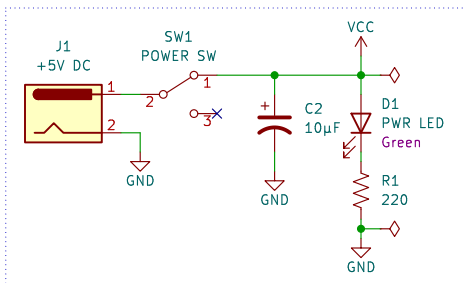 J1
+5V DC
1
2
GND
SW1
POWER SW
1
2
3
+
C2
10µF
GND
VCC
D1
PWR LED
Green
R1
220
GND